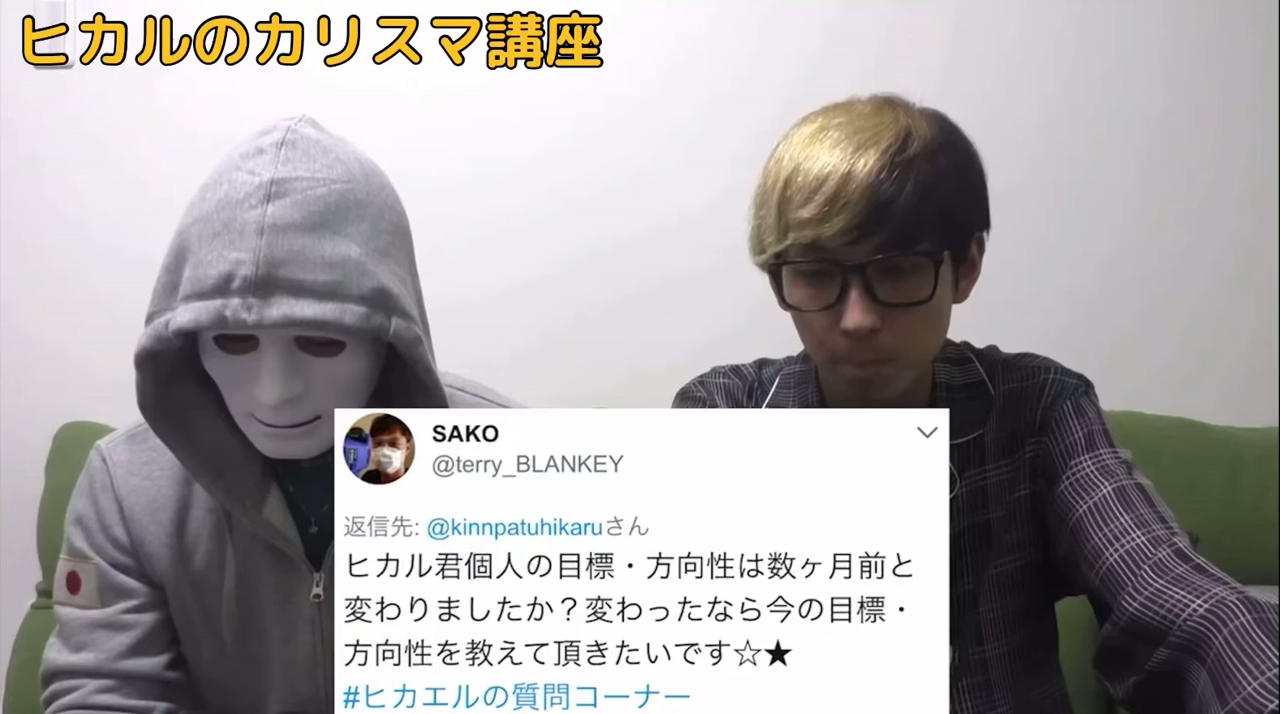 ヒカルのカリスマ講座
SAKO
@terry_BLANKEY
返信先: @kinnpatuhikaruさん
ヒカル君個人の目標・方向性は数ヶ月前と
変わりましたか？変わったなら今の目標・
方向性を教えて頂きたいです☆★
#ヒカエルの質問コーナー